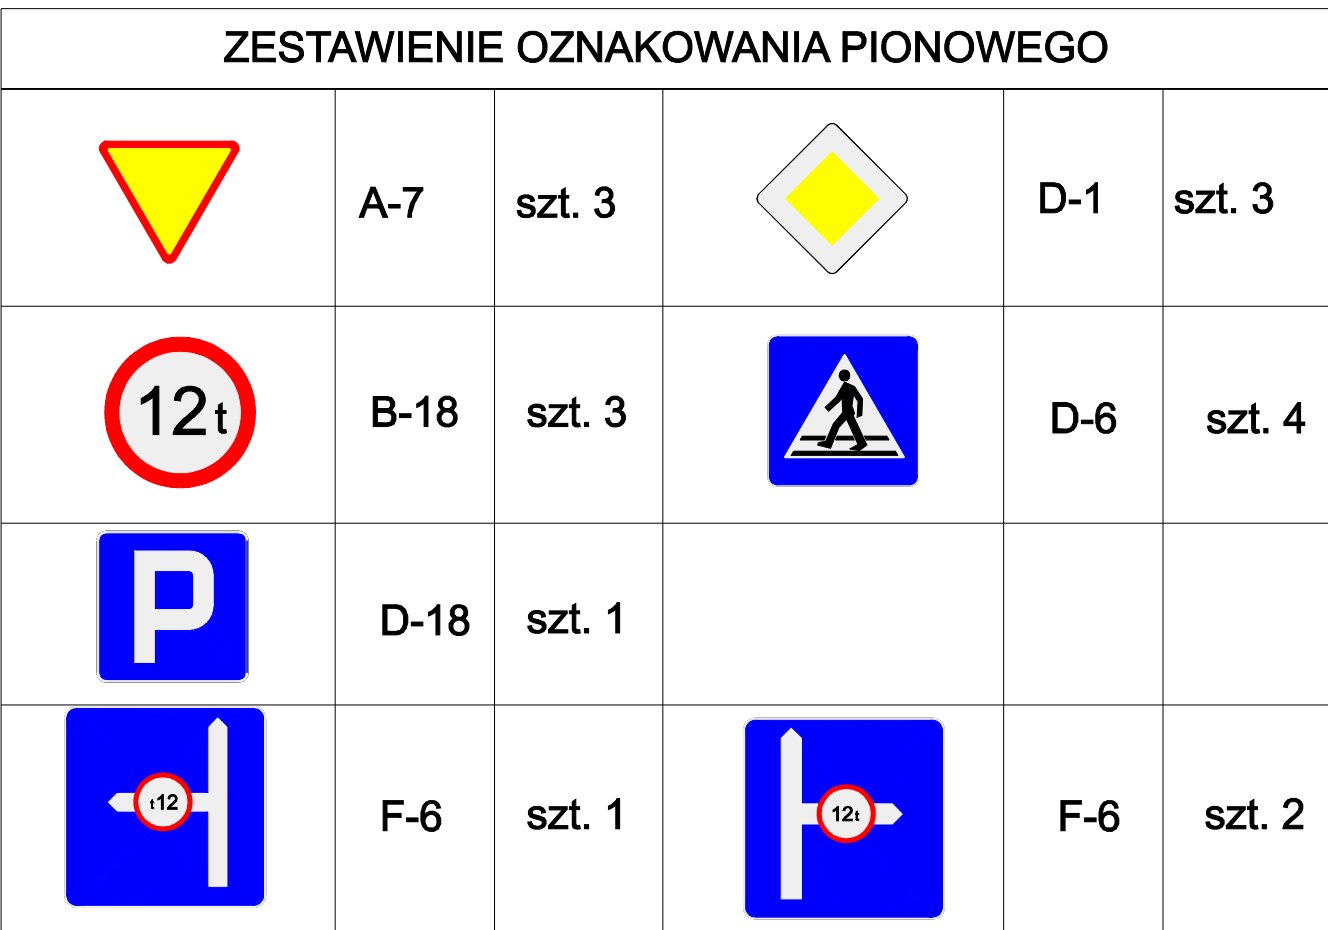 ZESTAWIENIE OZNAKOWANIA PIONOWEGO
A-7 szt. 3 D-1 szt. 3
12t B-18 szt. 3 D-6 szt. 4
P D-18 szt. 1
t12 F-6 szt. 1 12t F-6 szt. 2